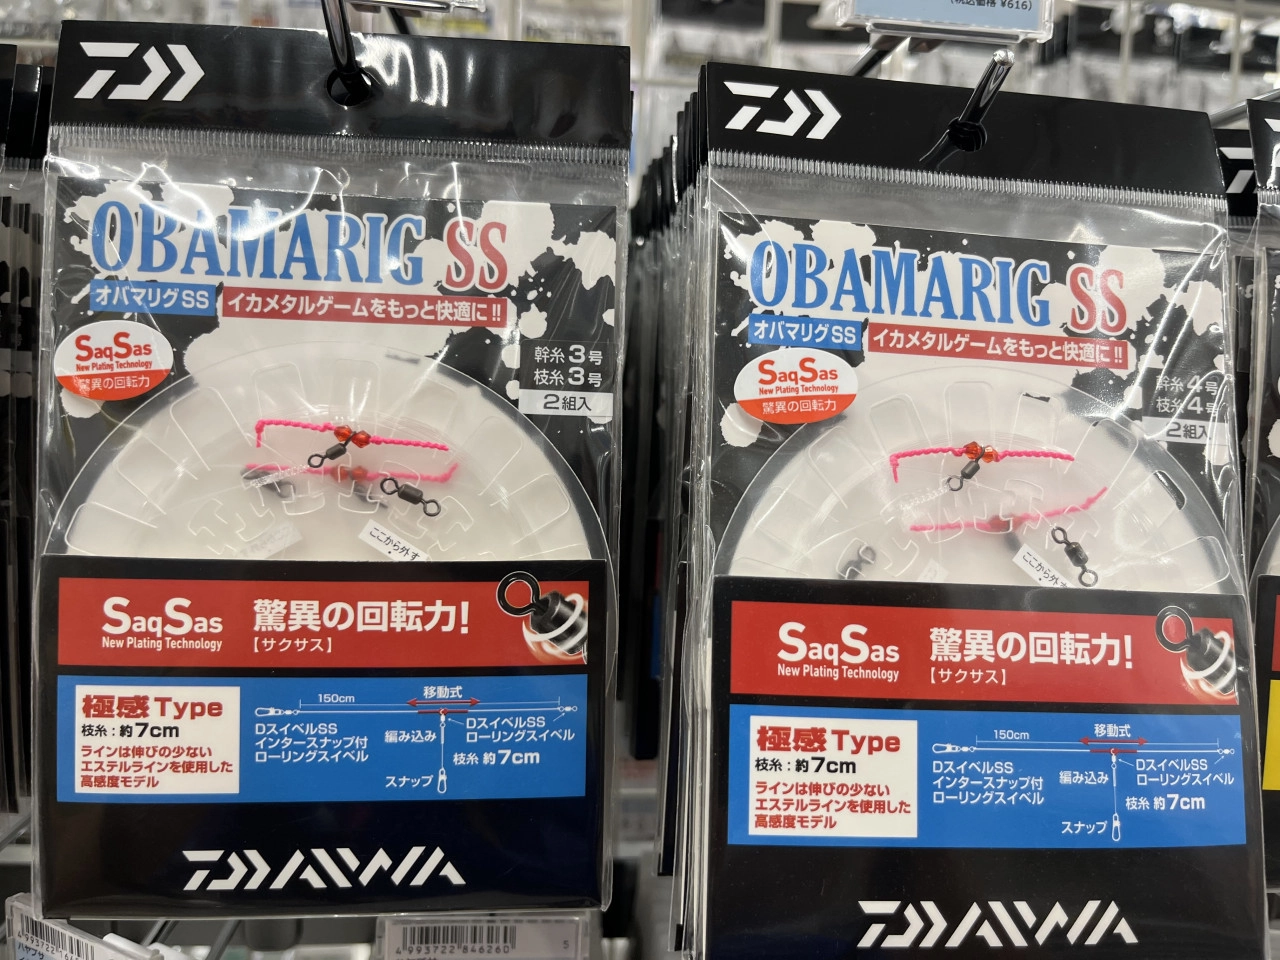 (税込価格 ¥616)
OBAMARIG SS
オバマリグSS
イカメタルゲームをもっと快適に!!
SaqSas
New Plating Technology
驚異の回転力
幹糸3号
枝糸3号
2組入
ここから外す
SaqSas
New Plating Technology
驚異の回転力!
【サクサス】
極感Type
枝糸:約7cm
ラインは伸びの少ない
エステルラインを使用した
高感度モデル
150cm
移動式
DスイベルSS
インタースナップ付
ローリングスイベル
編み込み
DスイベルSS
ローリングスイベル
枝糸 約7cm
スナップ
DAIWA
OBAMARIG SS
オバマリグSS
イカメタルゲームをもっと快適に!!
SaqSas
New Plating Technology
驚異の回転力
幹糸4号
枝糸4号
2組入
ここから外す
SaqSas
New Plating Technology
驚異の回転力!
【サクサス】
極感Type
枝糸:約7cm
ラインは伸びの少ない
エステルラインを使用した
高感度モデル
150cm
移動式
DスイベルSS
インタースナップ付
ローリングスイベル
編み込み
DスイベルSS
ローリングスイベル
枝糸 約7cm
スナップ
DAIWA
4 993722 846260
5
ハヤブサ